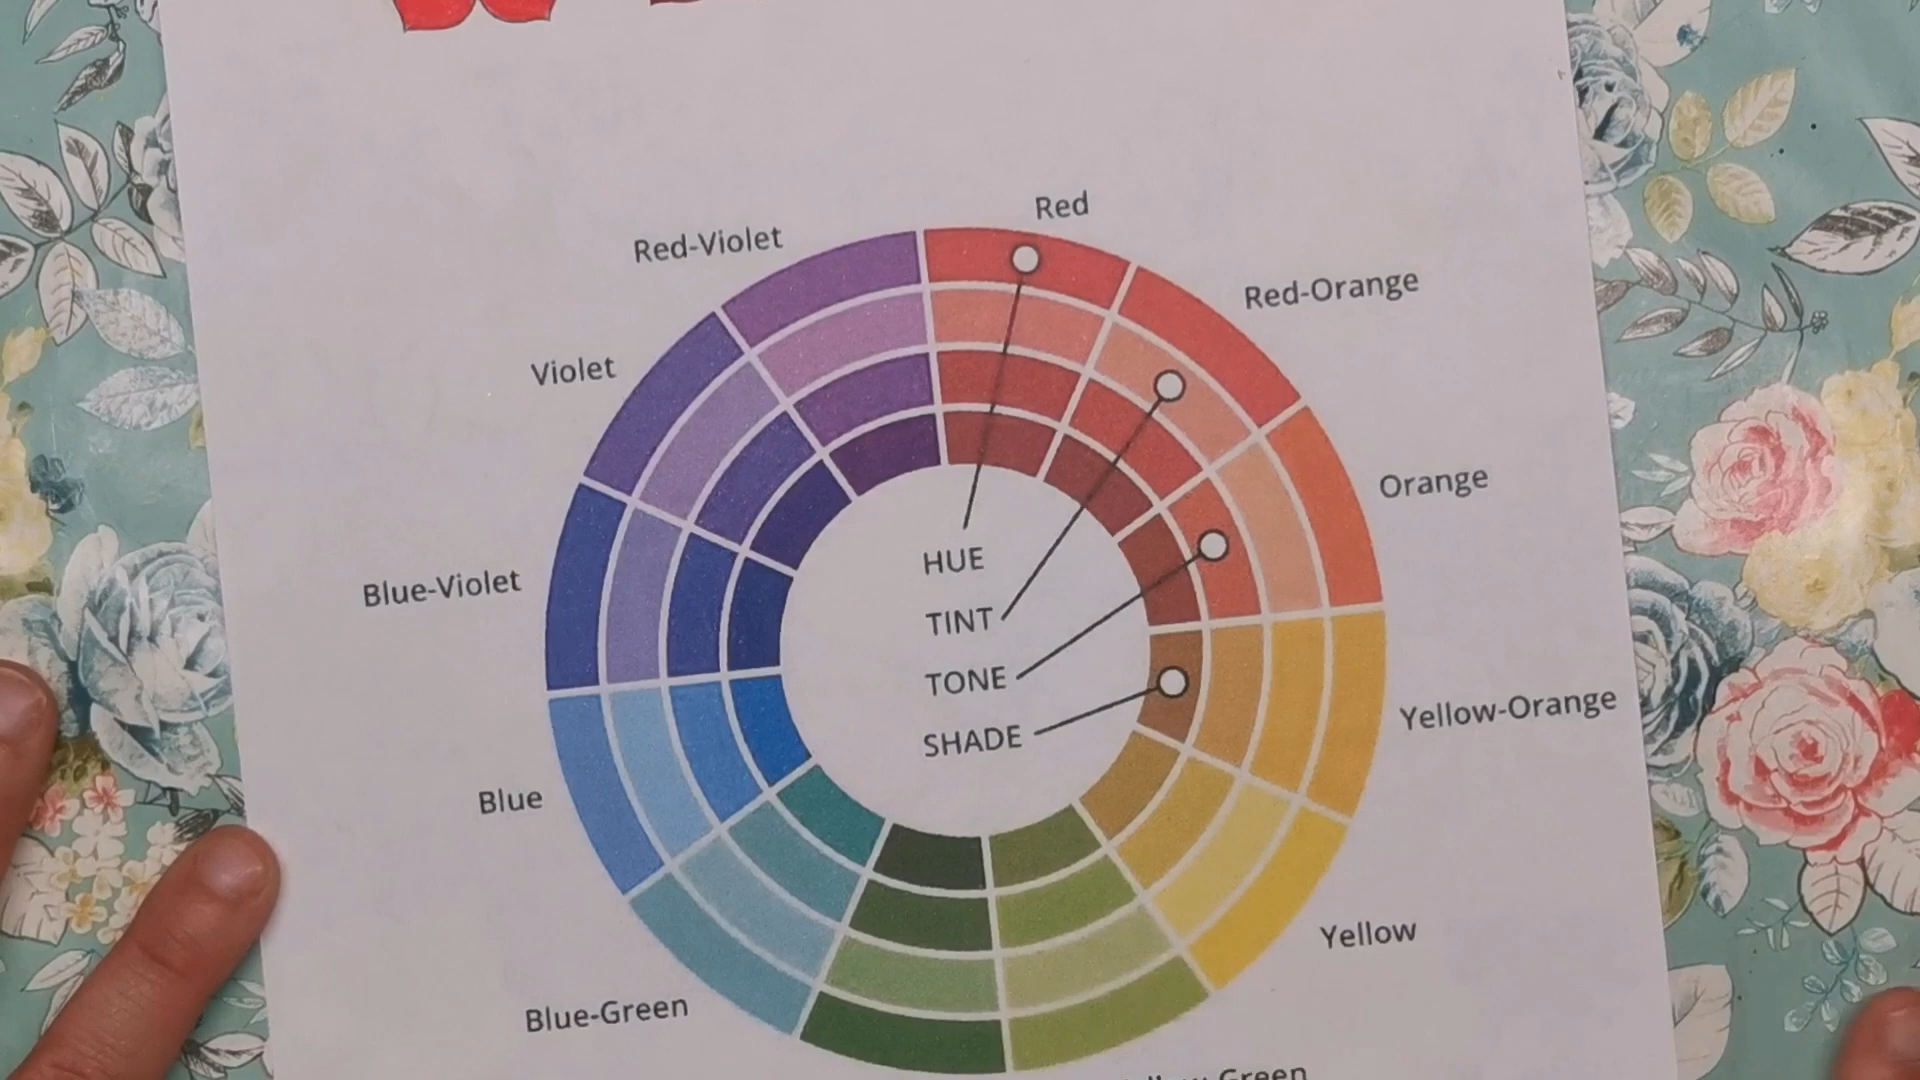 Red
Red-Violet
Red-Orange
Violet
Orange
HUE
Blue-Violet
TINT
TONE
Yellow-Orange
SHADE
Blue
Yellow
Blue-Green
Green